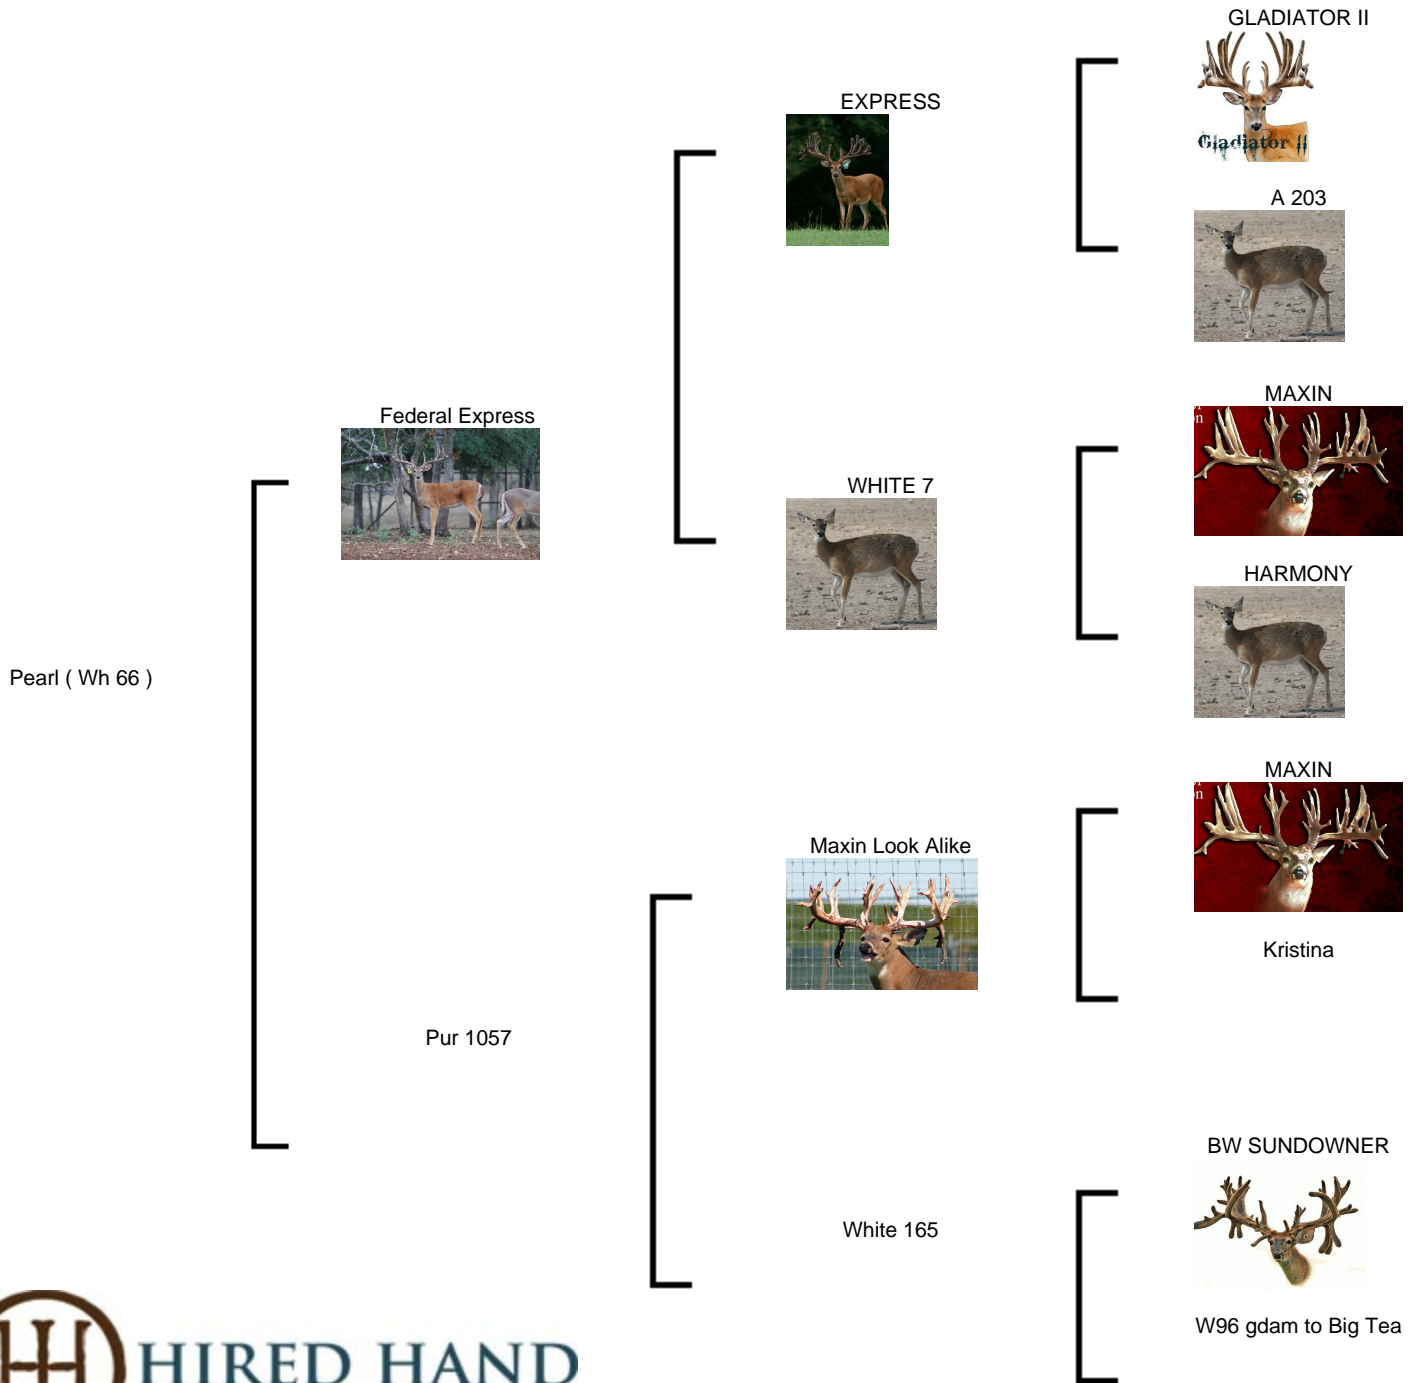 GLADIATOR II
Gladiator II
EXPRESS
A 203
Federal Express
MAXIN
n
WHITE 7
HARMONY
Pearl ( Wh 66 )
MAXIN
n
Maxin Look Alike
Kristina
Pur 1057
BW SUNDOWNER
White 165
W96 gdam to Big Tea
HH HIRED HAND